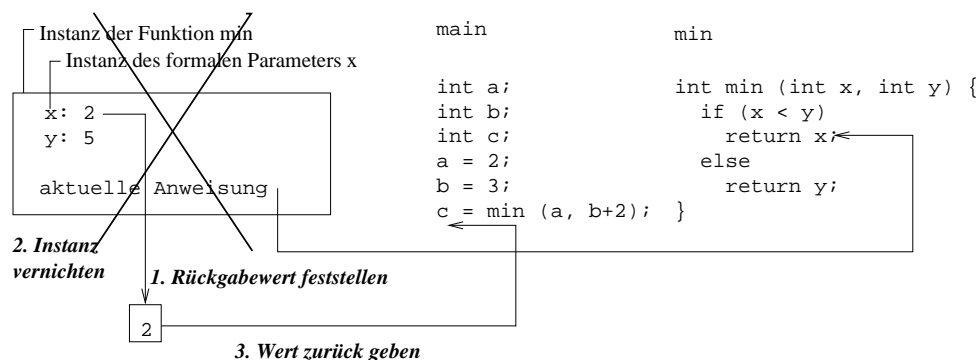 Instanz der Funktion min
Instanz des formalen Parameters x
x: 2
y: 5
aktuelle Anweisung
2. Instanz
vernichten
1. Rückgabewert feststellen
2
3. Wert zurück geben
main
int a;
int b;
int c;
a = 2;
b = 3;
c = min (a, b+2);
min
int min (int x, int y) {
if (x < y)
return x;
else
return y;
}